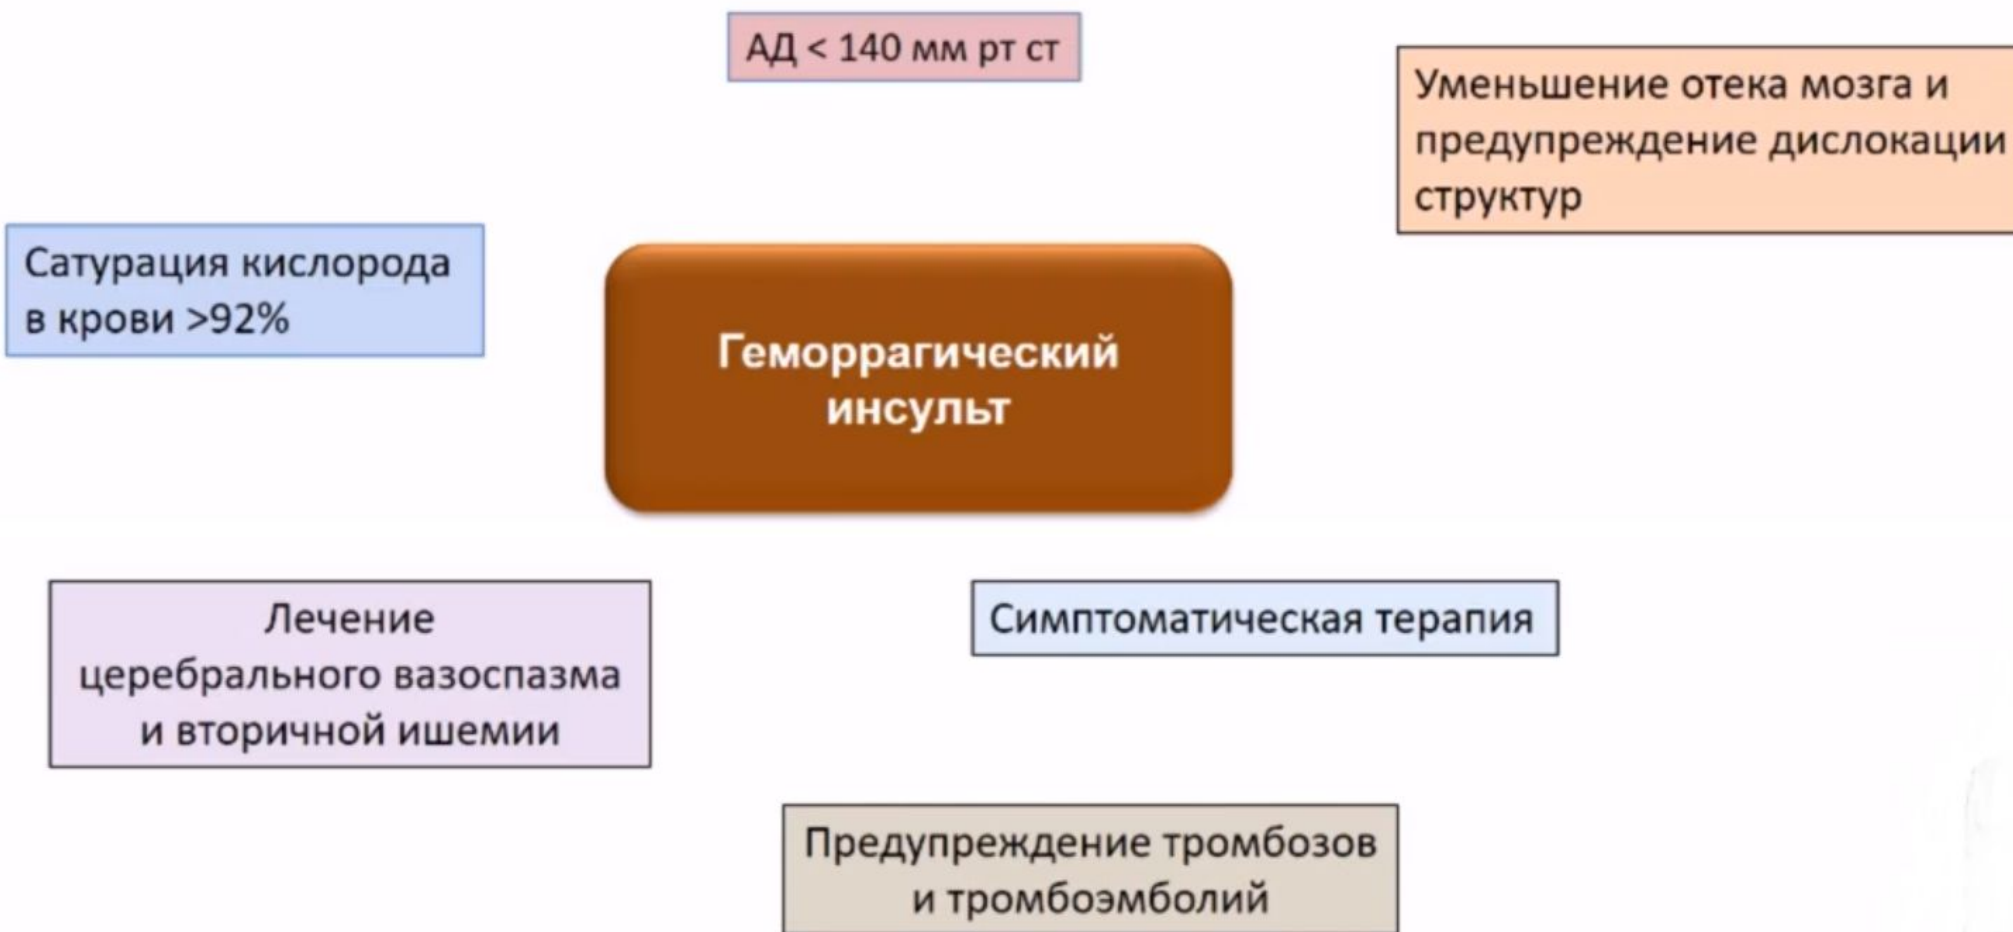 АД < 140 мм рт ст
Уменьшение отека мозга и
предупреждение дислокации
структур
Сатурация кислорода
в крови >92%
Геморрагический
инсульт
Лечение
церебрального вазоспазма
и вторичной ишемии
Симптоматическая терапия
Предупреждение тромбозов
и тромбоэмболий